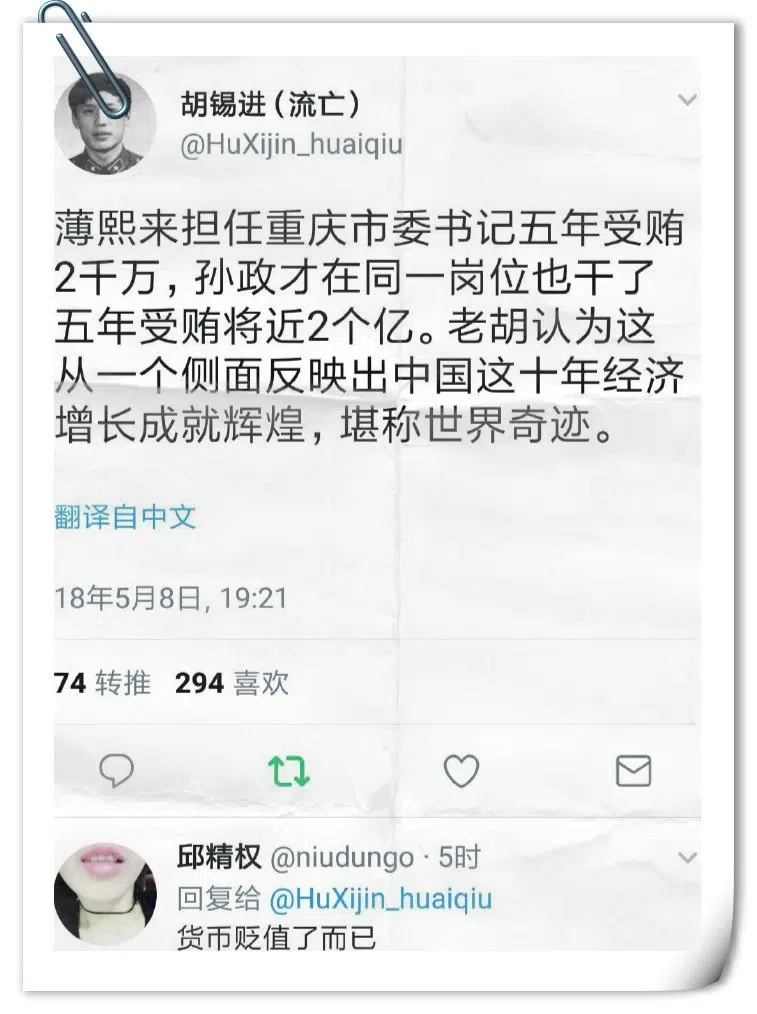 胡锡进（流亡）
@HuXijin_huaiqiu
薄熙来担任重庆市委书记五年受贿
2千万，孙政才在同一岗位也干了
五年受贿将近2个亿。老胡认为这
从一个侧面反映出中国这十年经济
增长成就辉煌，堪称世界奇迹。
翻译自中文
18年5月8日, 19:21
74 转推 294 喜欢
邱精权 @niudungo · 5时
回复给 @HuXijin_huaiqiu
货币贬值了而已